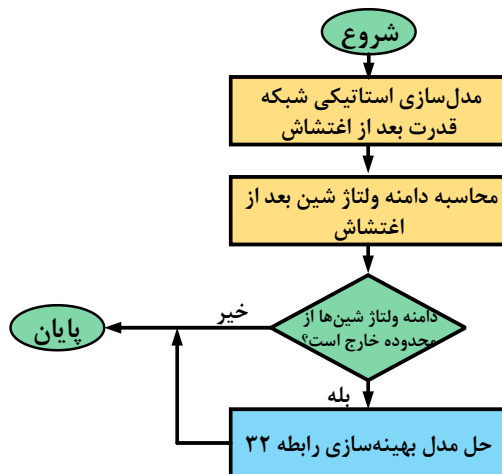 شروع
مدل‌سازی استاتیکی شبکه
قدرت بعد از اغتشاش
محاسبه دامنه ولتاژ شین بعد از
اغتشاش
دامنه ولتاژ شین‌ها از
محدوده خارج است؟
خیر
پایان
بله
حل مدل بهینه‌سازی رابطه ۳۲